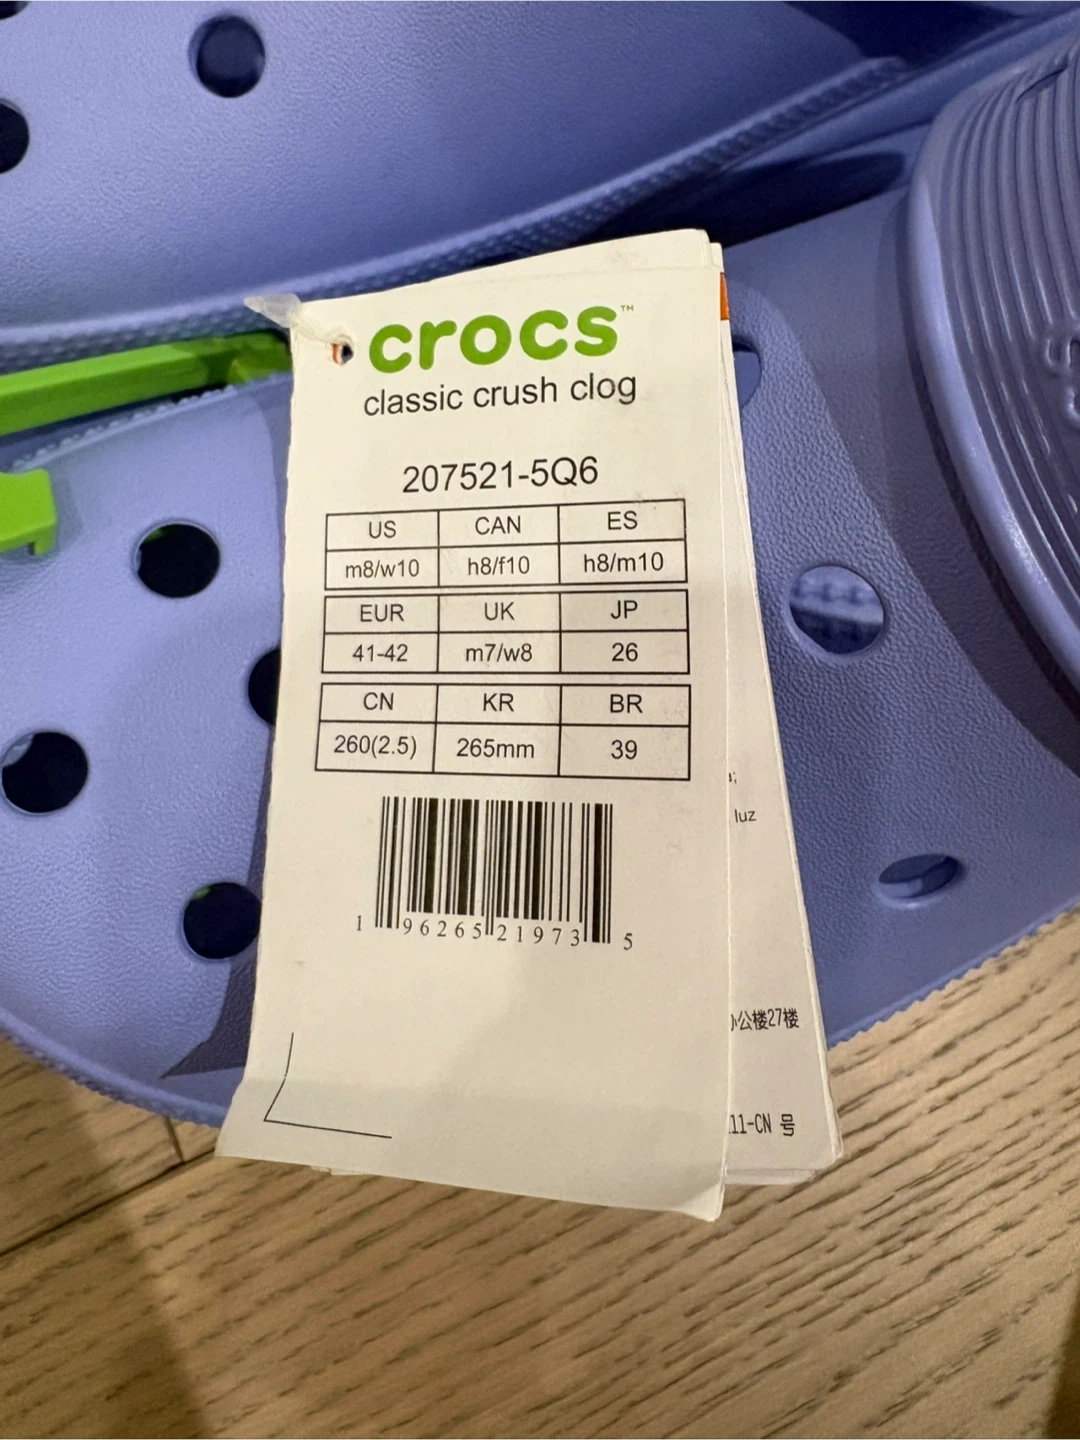 crocs™
classic crush clog
207521-5Q6
US CAN ES
m8/w10 h8/f10 h8/m10
EUR UK JP
41-42 m7/w8 26
CN KR BR
260(2.5) 265mm 39
1 96265 21973 5
luz
公楼27楼
11-CN 号